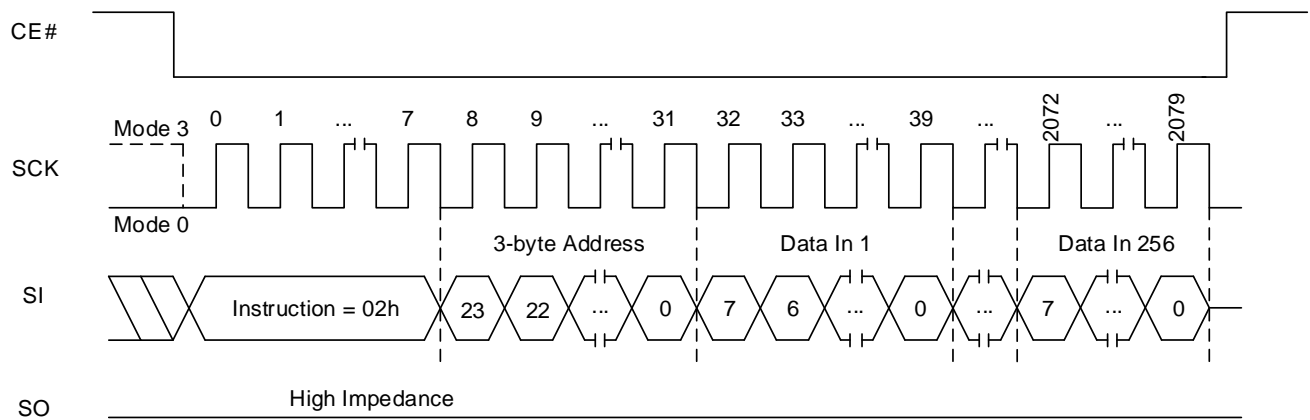 CE#
0 1 ... 7 8 9 ... 31 32 33 ... 39 ... 2072 ... 2079
Mode 3
SCK
Mode 0
3-byte Address Data In 1 Data In 256
SI Instruction = 02h 23 22 ... 0 7 6 ... 0 ... 7 ... 0
High Impedance
SO